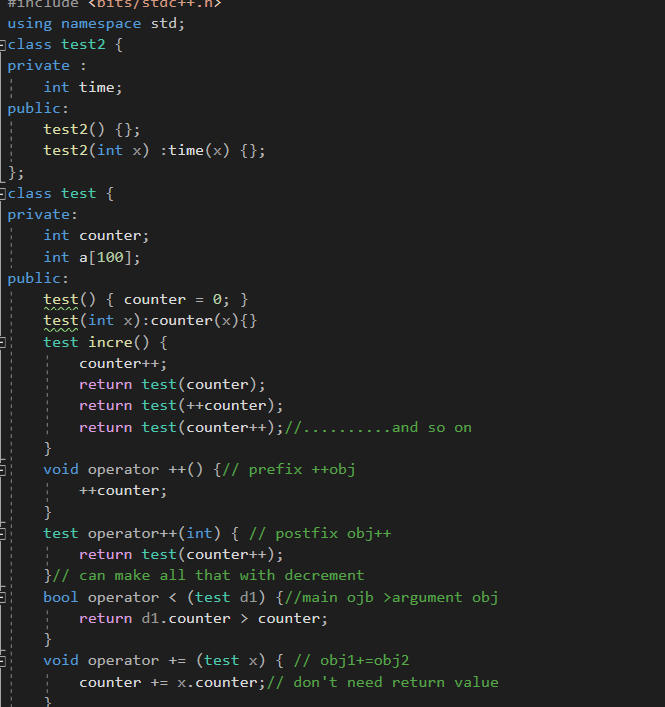 #include <bits/stdc++.h>
using namespace std;
class test2 {
private :
    int time;
public:
    test2() {};
    test2(int x) :time(x) {};
};
class test {
private:
    int counter;
    int a[100];
public:
    test() { counter = 0; }
    test(int x):counter(x){}
    test incre() {
        counter++;
        return test(counter);
        return test(++counter);
        return test(counter++);//..........and so on
    }
    void operator ++() {// prefix ++obj
        ++counter;
    }
    test operator++(int) { // postfix obj++
        return test(counter++);
    }// can make all that with decrement
    bool operator < (test d1) {//main ojb >argument obj
        return d1.counter > counter;
    }
    void operator += (test x) { // obj1+=obj2
        counter += x.counter;// don't need return value
    }